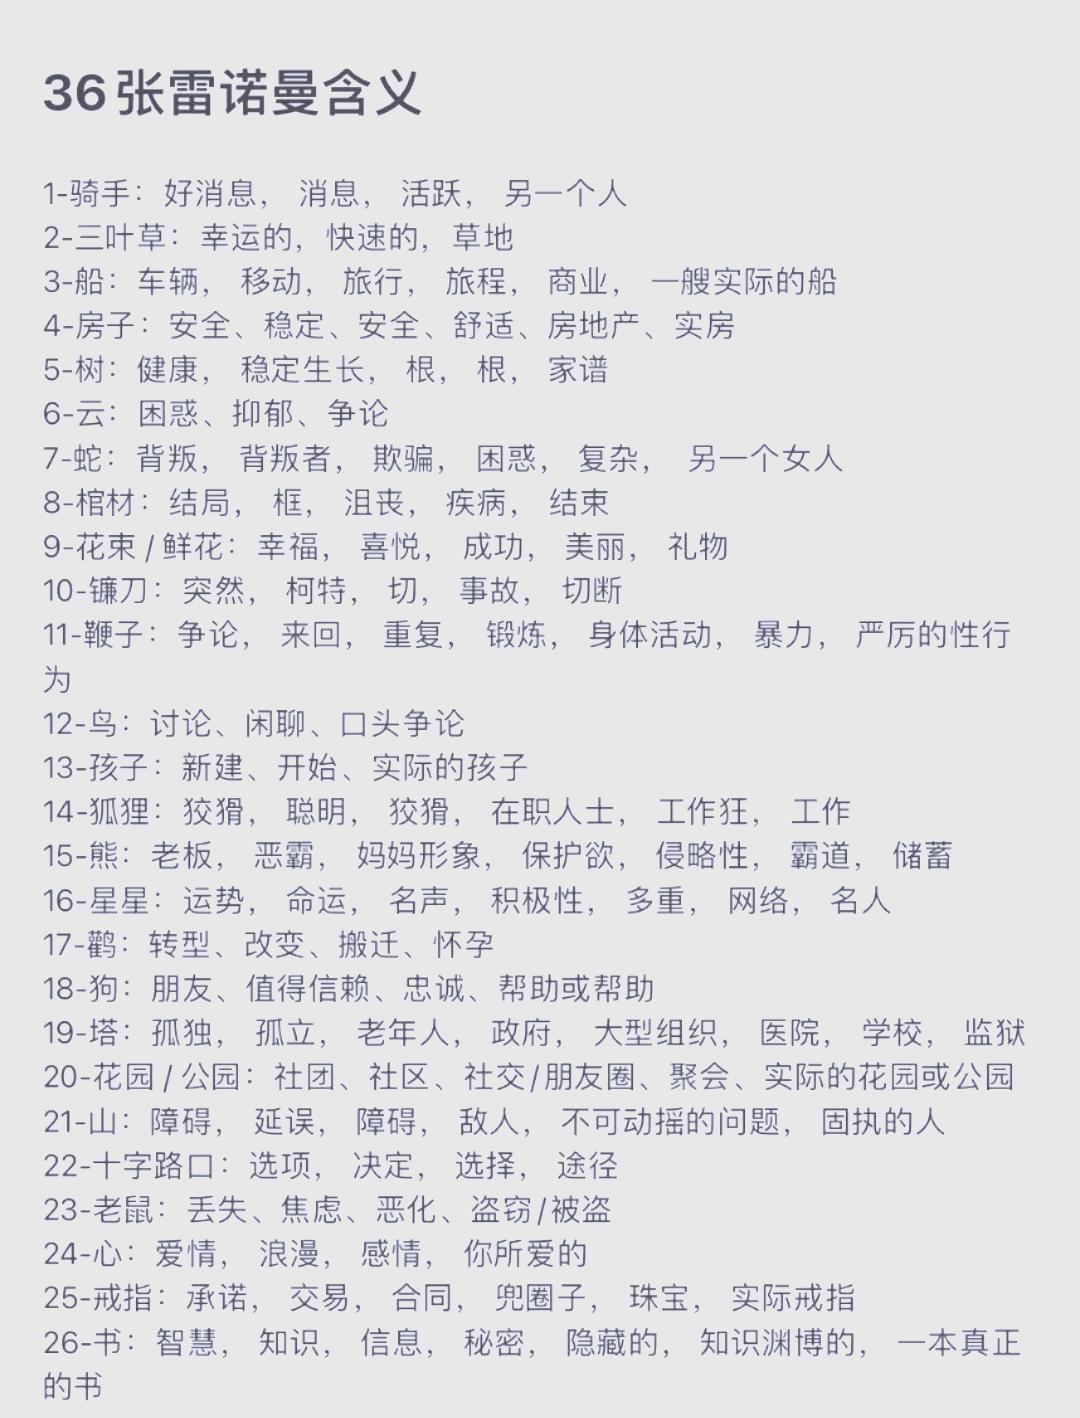 36张雷诺曼含义
1-骑手：好消息， 消息， 活跃， 另一个人
2-三叶草：幸运的，快速的，草地
3-船：车辆， 移动， 旅行， 旅程， 商业， 一艘实际的船
4-房子：安全、稳定、安全、舒适、房地产、实房
5-树：健康， 稳定生长， 根， 根， 家谱
6-云：困惑、抑郁、争论
7-蛇：背叛， 背叛者， 欺骗， 困惑， 复杂， 另一个女人
8-棺材：结局， 框， 沮丧， 疾病， 结束
9-花束/鲜花：幸福， 喜悦， 成功， 美丽， 礼物
10-镰刀：突然， 柯特， 切， 事故， 切断
11-鞭子：争论， 来回， 重复， 锻炼， 身体活动， 暴力， 严厉的性行
为
12-鸟：讨论、闲聊、口头争论
13-孩子：新建、开始、实际的孩子
14-狐狸：狡猾， 聪明， 狡猾， 在职人士， 工作狂， 工作
15-熊：老板， 恶霸， 妈妈形象， 保护欲， 侵略性， 霸道， 储蓄
16-星星：运势， 命运， 名声， 积极性， 多重， 网络， 名人
17-鹳：转型、改变、搬迁、怀孕
18-狗：朋友、值得信赖、忠诚、帮助或帮助
19-塔：孤独， 孤立， 老年人， 政府， 大型组织， 医院， 学校， 监狱
20-花园/公园：社团、社区、社交/朋友圈、聚会、实际的花园或公园
21-山：障碍， 延误， 障碍， 敌人， 不可动摇的问题， 固执的人
22-十字路口：选项， 决定， 选择， 途径
23-老鼠：丢失、焦虑、恶化、盗窃/被盗
24-心：爱情， 浪漫， 感情， 你所爱的
25-戒指：承诺， 交易， 合同， 兜圈子， 珠宝， 实际戒指
26-书：智慧， 知识， 信息， 秘密， 隐藏的， 知识渊博的， 一本真正
的书